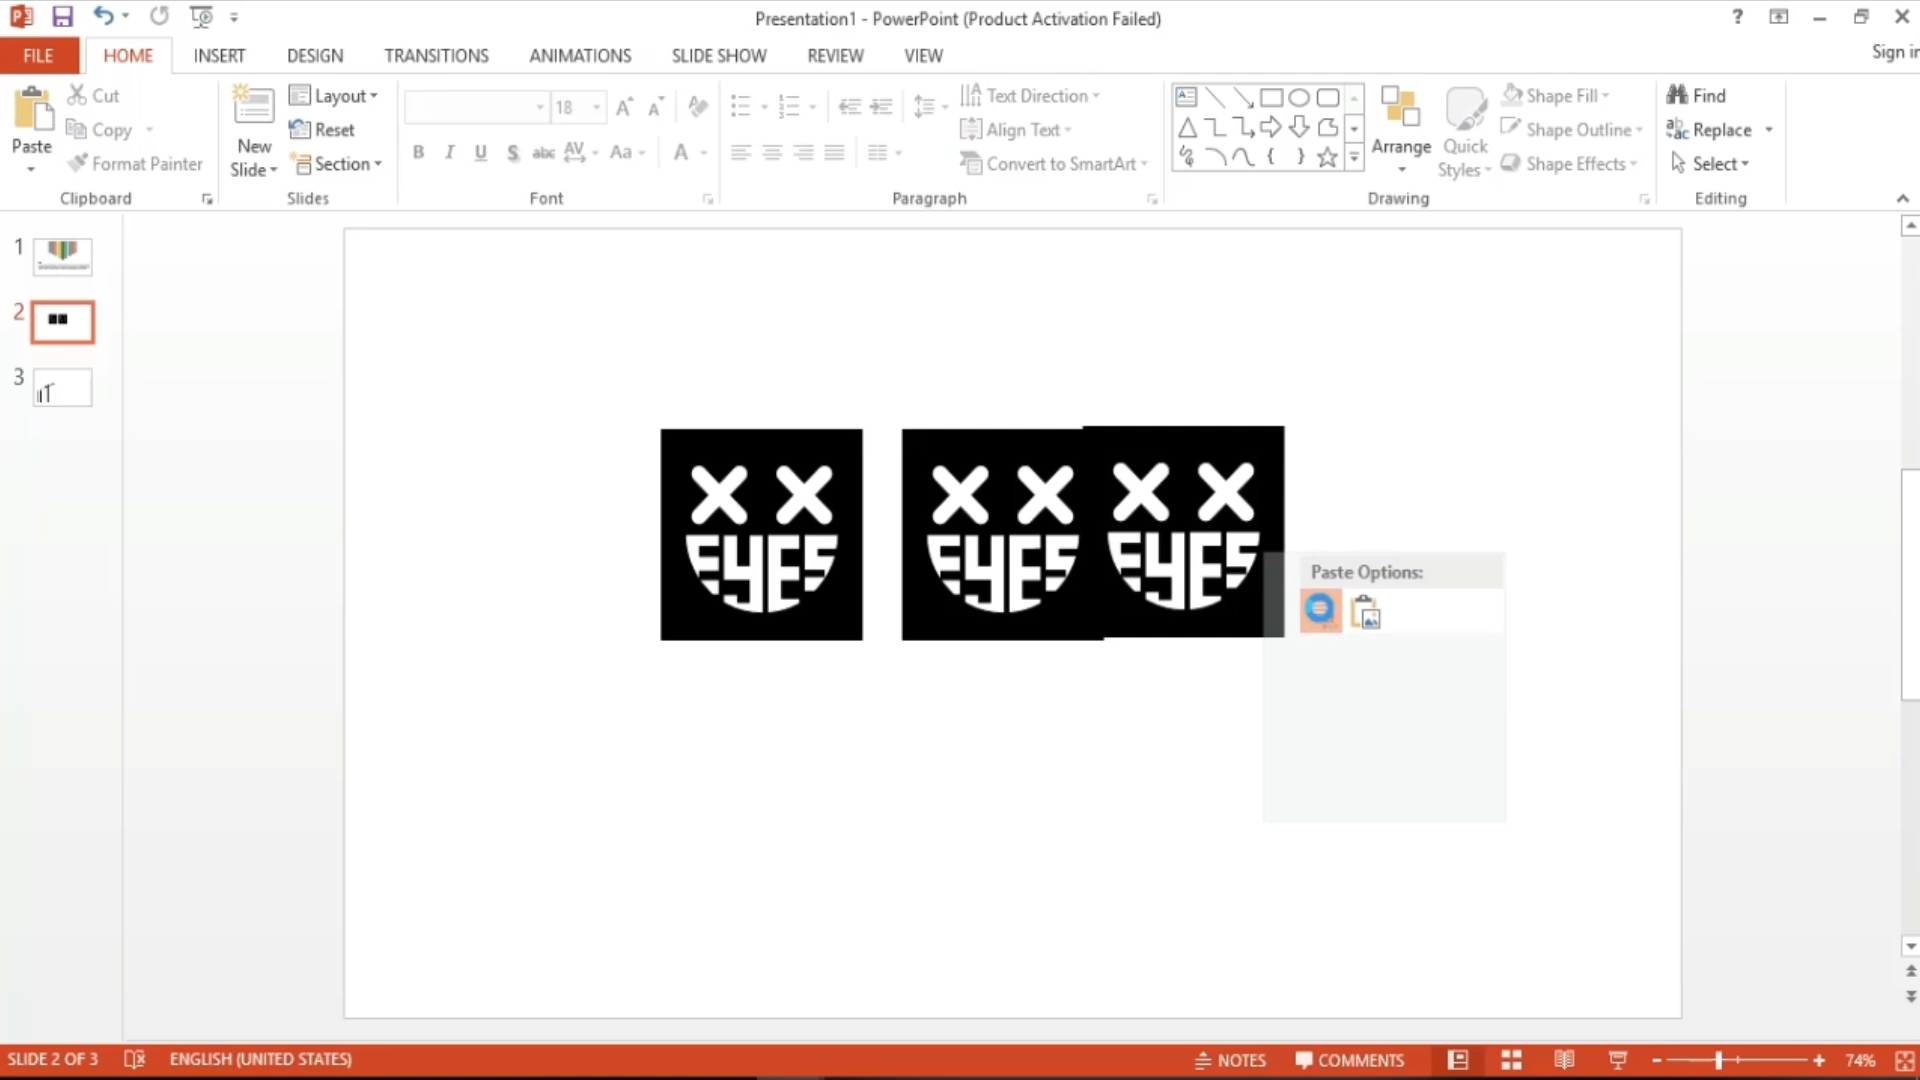 Presentation1 - PowerPoint (Product Activation Failed)
?
FILE HOME INSERT DESIGN TRANSITIONS ANIMATIONS SLIDE SHOW REVIEW VIEW
Sign in
Paste
Cut
Copy
Format Painter
Clipboard
New
Slide
Layout
Reset
Section
Slides
18
B I U S abc AV Aa A
Font
Text Direction
Align Text
Convert to SmartArt
Paragraph
Arrange
Quick
Styles
Shape Fill
Shape Outline
Shape Effects
Drawing
Find
Replace
Select
Editing
1
2
3
X X
EYES
X X
EYES
X X
EYES
Paste Options:
SLIDE 2 OF 3 ENGLISH (UNITED STATES) NOTES COMMENTS 74%